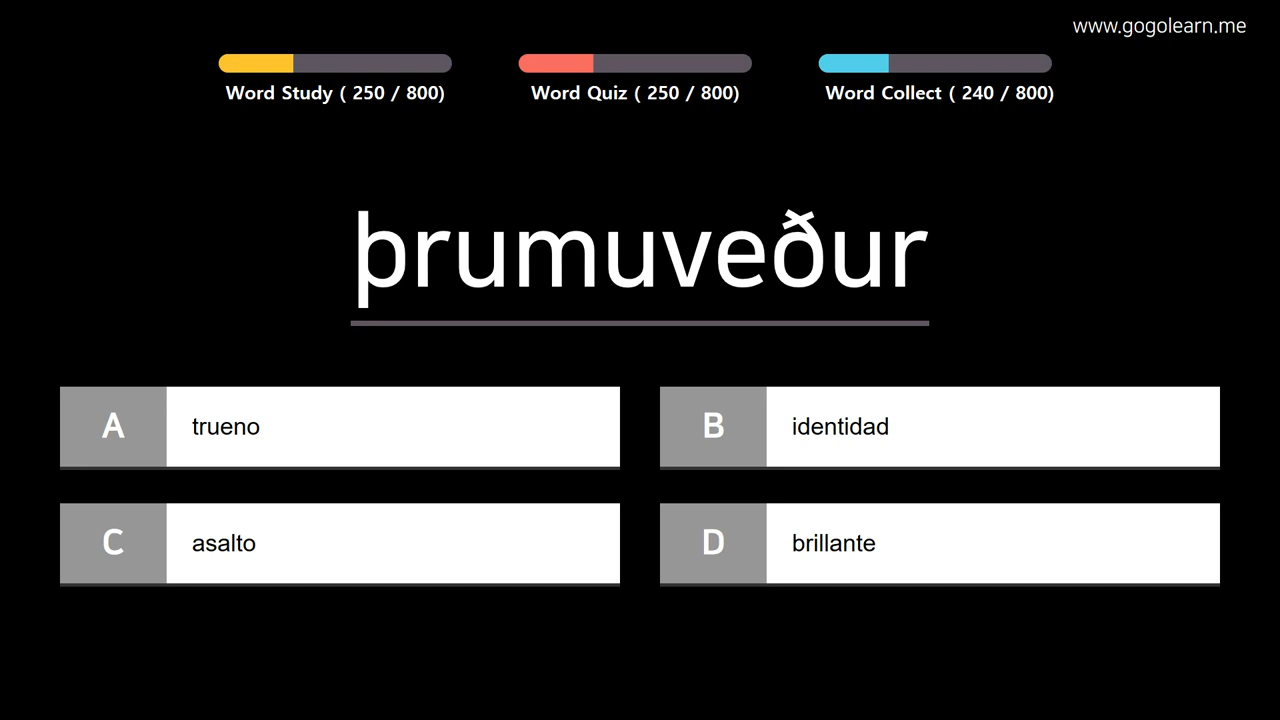 www.gogolearn.me
Word Study ( 250 / 800)
Word Quiz ( 250 / 800)
Word Collect ( 240 / 800)
þrumuveður
A trueno
B identidad
C asalto
D brillante